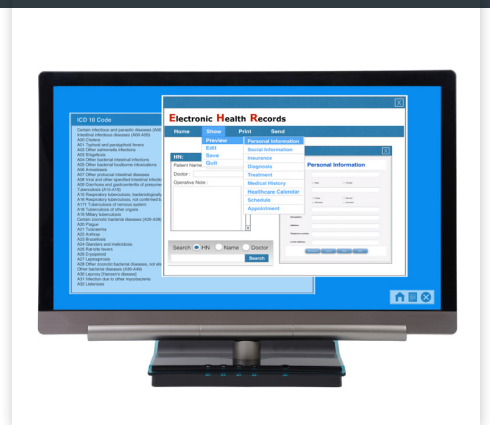 ICD 10 Code
Certain infectious and parasitic diseases (A00
Intestinal infectious diseases (A00-A09)
A00 Cholera
A01 Typhoid and paratyphoid fevers
A02 Other salmonella infections
A03 Shigellosis
A04 Other bacterial intestinal infections
A05 Other bacterial foodborne intoxications
A06 Amoebiasis
A07 Other protozoal intestinal diseases
A08 Viral and other specified intestinal infectio
A09 Diarrhoea and gastroenteritis of presume
Tuberculosis (A15-A19)
A15 Respiratory tuberculosis, bacteriologically
A16 Respiratory tuberculosis, not confirmed b
A17† Tuberculosis of nervous system
A18 Tuberculosis of other organs
A19 Miliary tuberculosis
Certain zoonotic bacterial diseases (A20-A28)
A20 Plague
A21 Tularaemia
A22 Anthrax
A23 Brucellosis
A24 Glanders and melioidosis
A25 Rat-bite fevers
A26 Erysipeloid
A27 Leptospirosis
A28 Other zoonotic bacterial diseases, not els
Other bacterial diseases (A30-A49)
A30 Leprosy [Hansen's disease]
A31 Infection due to other mycobacteria
A32 Listeriosis
X
Electronic Health Records
Home Show Print Send
Preview
Edit
Save
Quit
Personal Information
Social Information
Insurance
Diagnosis
Treatment
Medical History
Healthcare Calendar
Schedule
Appointment
HN:
Patient Name
Doctor :
Operative Note :
Search HN Name Doctor
Search
X
Personal Information